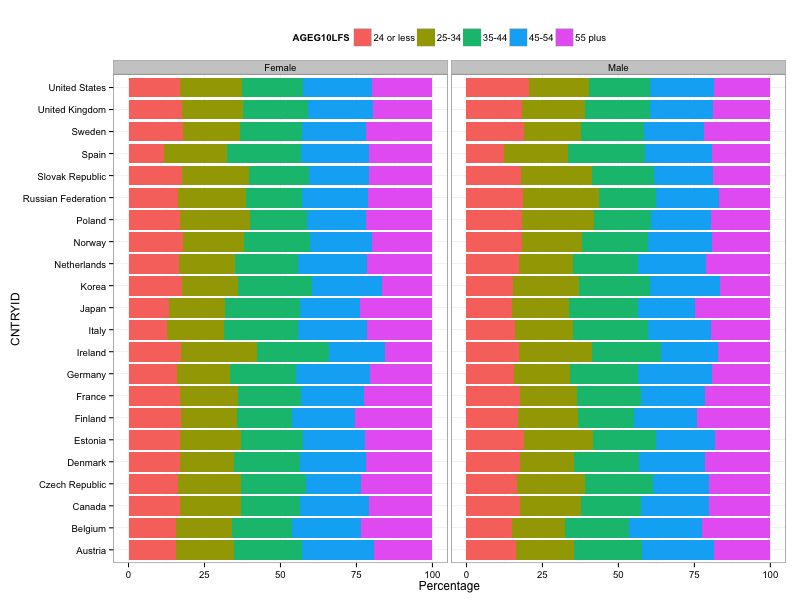 AGEG10LFS 24 or less 25-34 35-44 45-54 55 plus
Female Male
United States
United Kingdom
Sweden
Spain
Slovak Republic
Russian Federation
Poland
Norway
Netherlands
Korea
Japan
Italy
Ireland
Germany
France
Finland
Estonia
Denmark
Czech Republic
Canada
Belgium
Austria
CNTRYID
0 25 50 75 100 0 25 50 75 100
Percentage